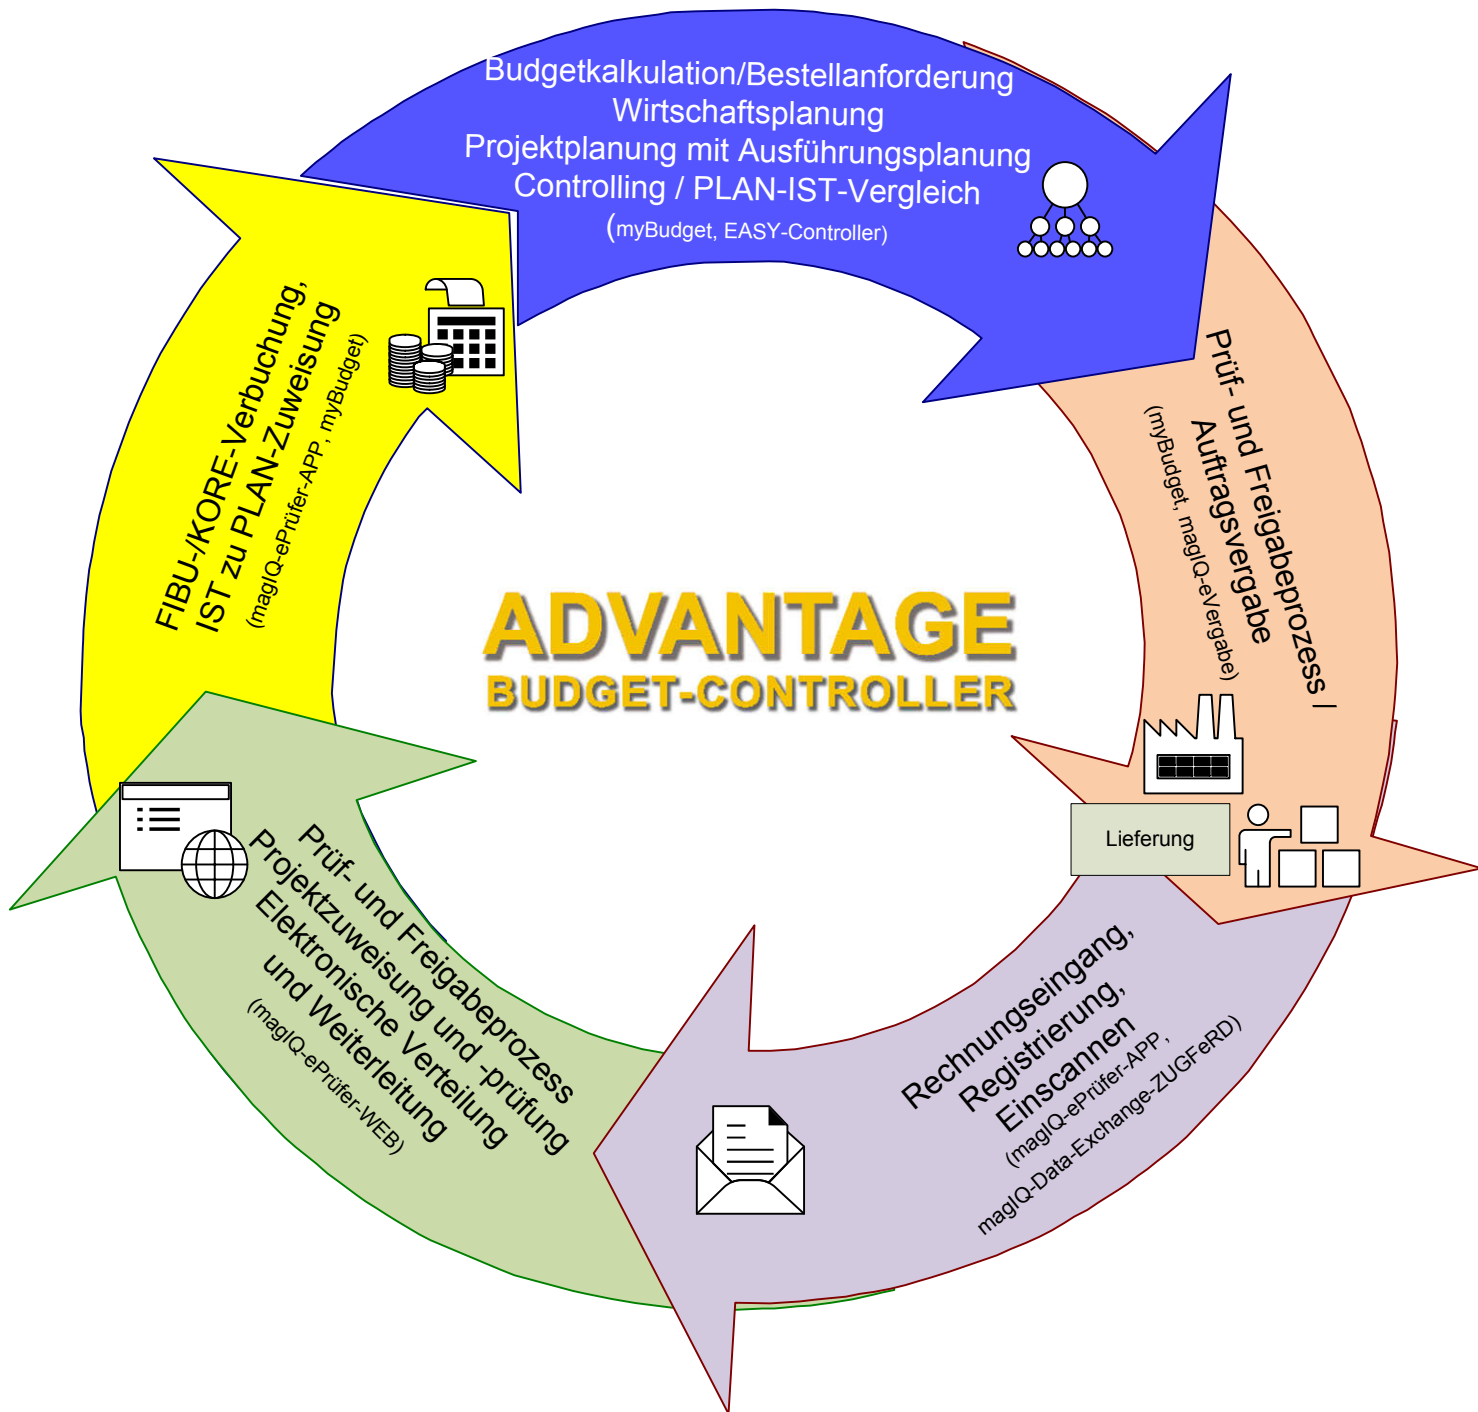 Budgetkalkulation/Bestellanforderung
Wirtschaftsplanung
Projektplanung mit Ausführungsplanung
Controlling / PLAN-IST-Vergleich
(myBudget, EASY-Controller)
Prüf- und Freigabeprozess /
Auftragsvergabe
(myBudget, magIQ-eVergabe)
Lieferung
Rechnungseingang,
Registrierung,
Einscannen
(magIQ-ePrüfer-APP,
magIQ-Data-Exchange-ZUGFeRD)
Prüf- und Freigabeprozess
Projektzuweisung und -prüfung
Elektronische Verteilung
und Weiterleitung
(magIQ-ePrüfer-WEB)
FIBU-/KORE-Verbuchung,
IST zu PLAN-Zuweisung
(magIQ-ePrüfer-APP, myBudget)
ADVANTAGE
BUDGET-CONTROLLER